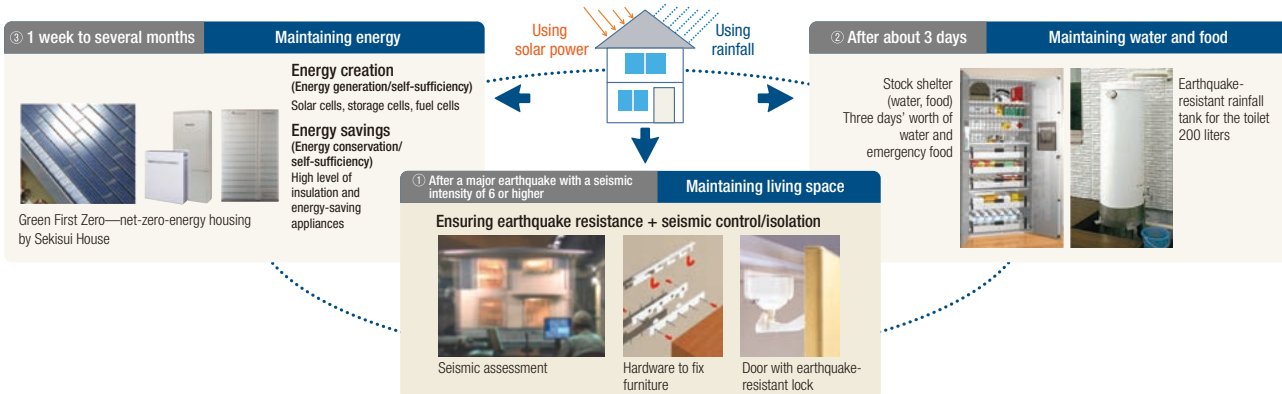 Using
solar power
Using
rainfall
③ 1 week to several months
Maintaining energy
Energy creation
(Energy generation/self-sufficiency)
Solar cells, storage cells, fuel cells
Energy savings
(Energy conservation/
self-sufficiency)
High level of
insulation and
energy-saving
appliances
Green First Zero—net-zero-energy housing
by Sekisui House
② After about 3 days
Maintaining water and food
Stock shelter
(water, food)
Three days’ worth of
water and
emergency food
Earthquake-
resistant rainfall
tank for the toilet
200 liters
① After a major earthquake with a seismic
intensity of 6 or higher
Maintaining living space
Ensuring earthquake resistance + seismic control/isolation
Seismic assessment
Hardware to fix
furniture
Door with earthquake-
resistant lock